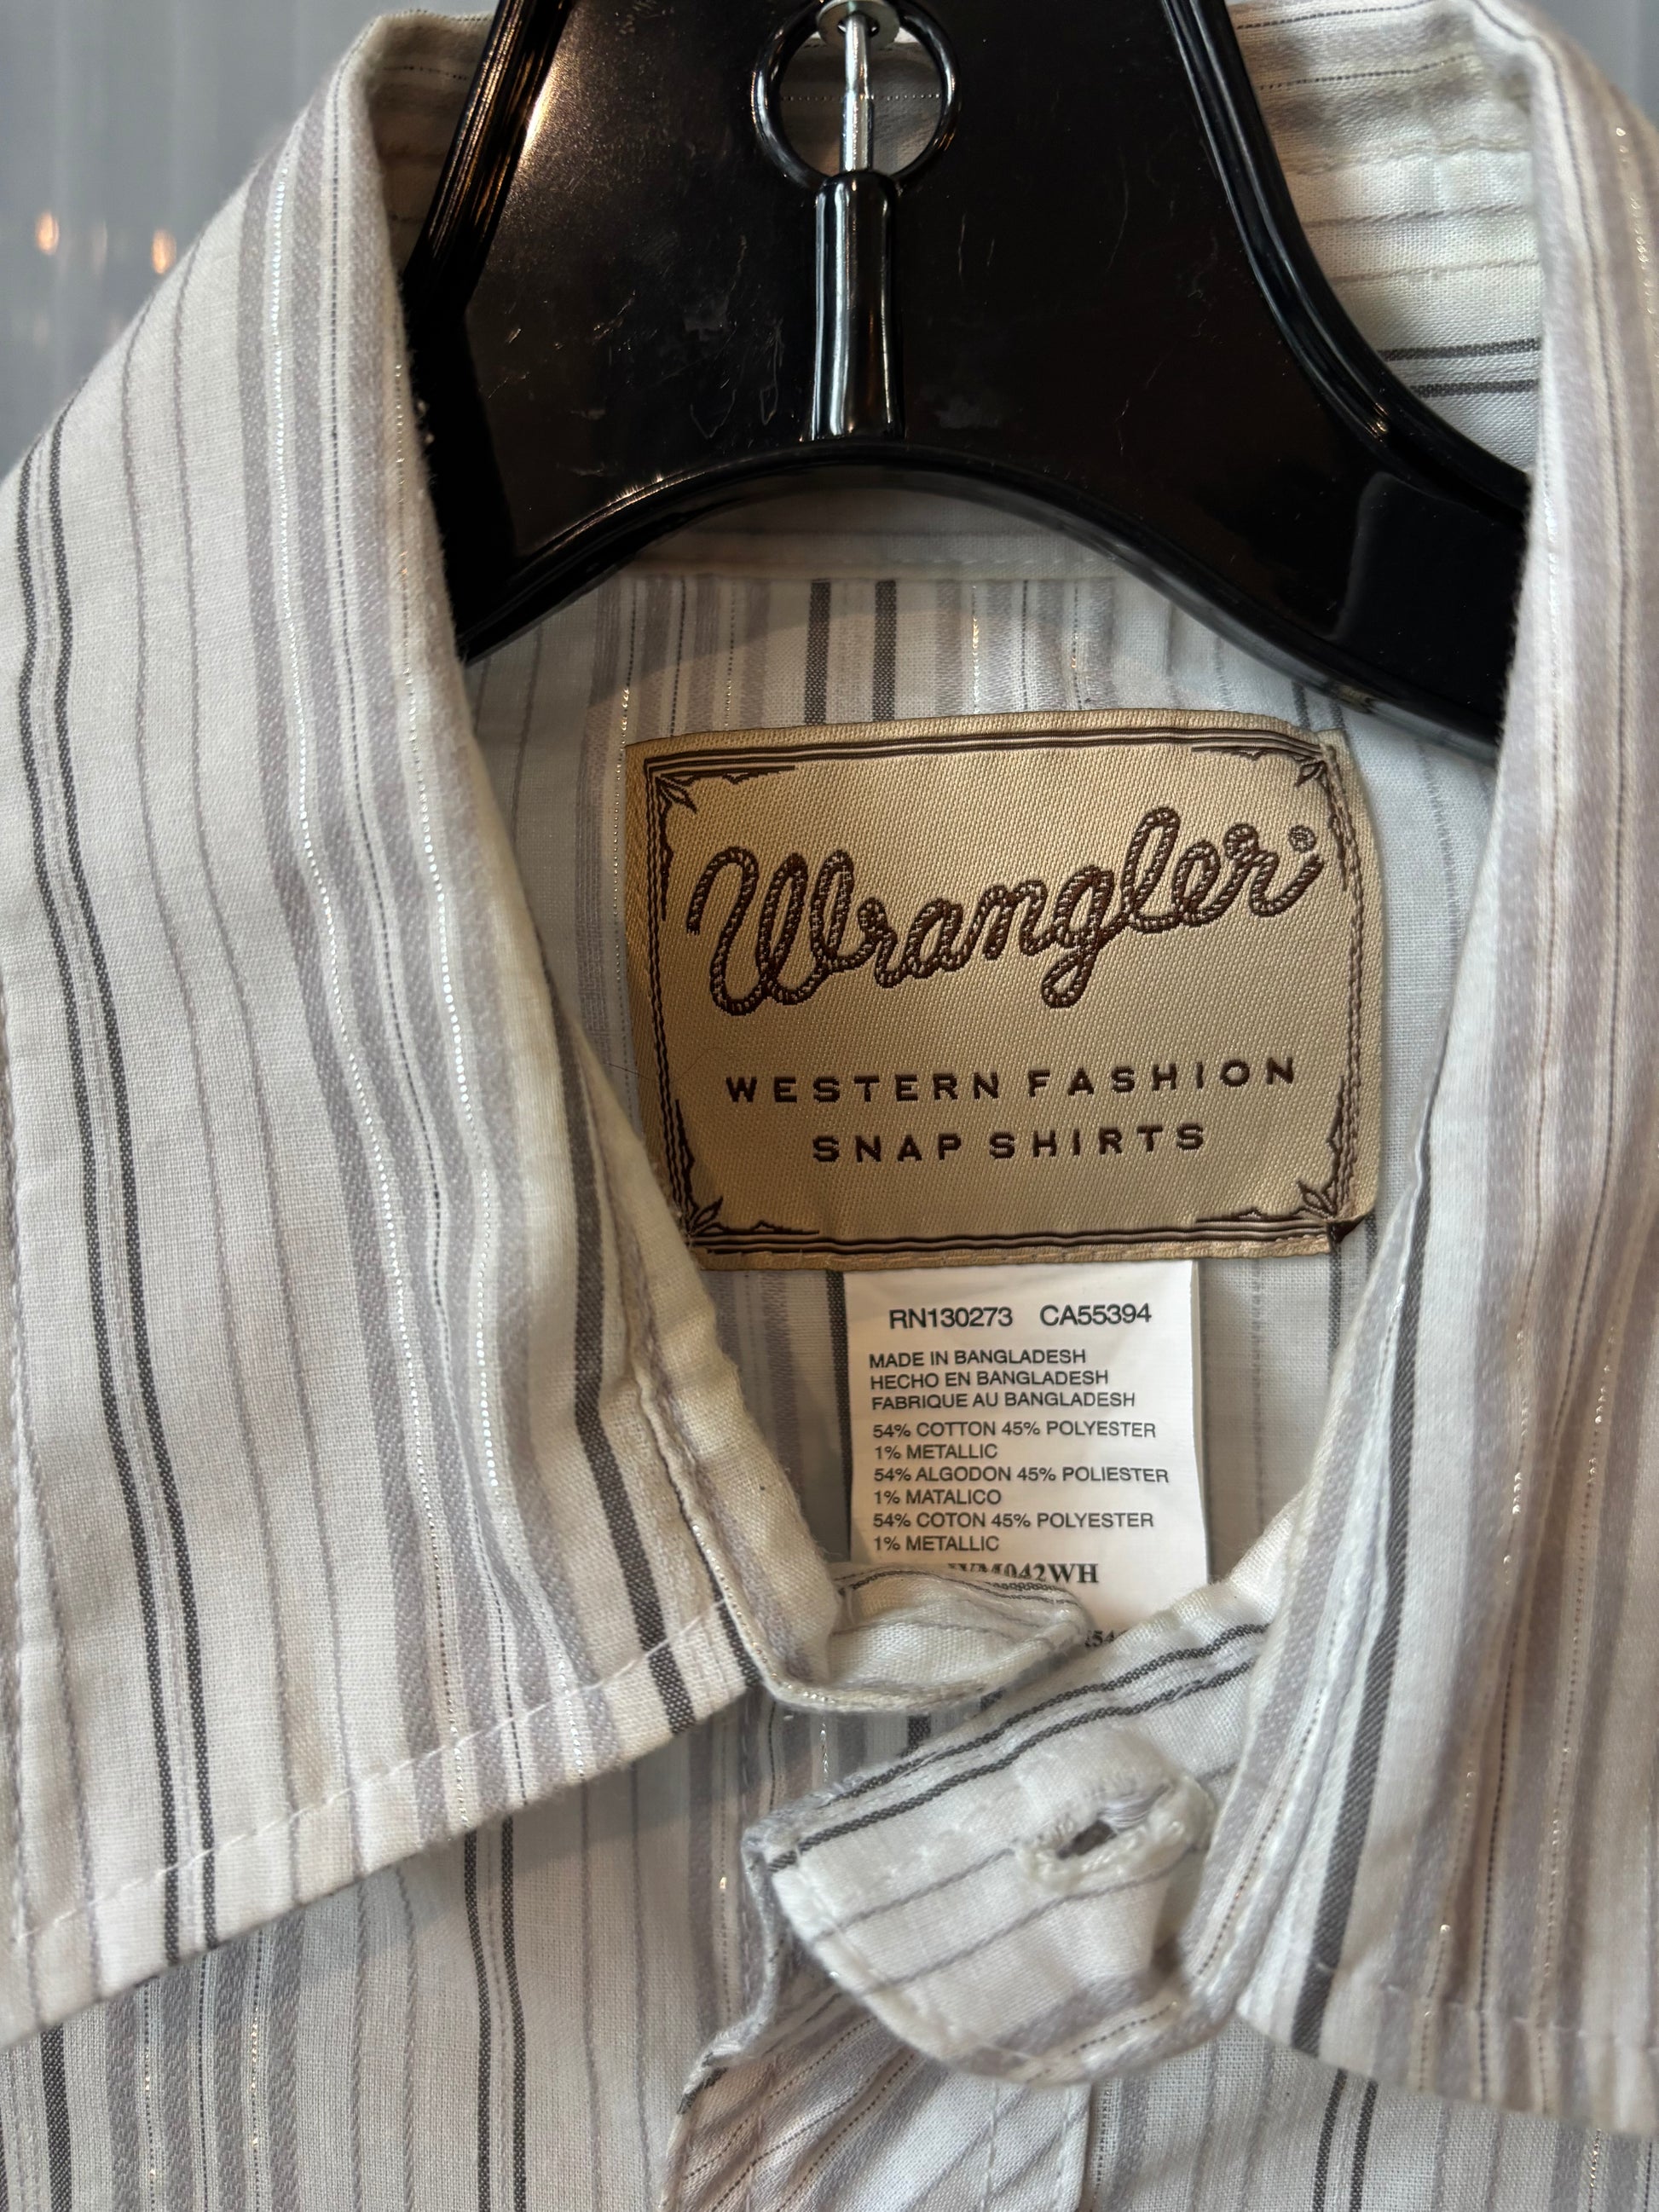 Wrangler
WESTERN FASHION
SNAP SHIRTS
RN130273 CA55394
MADE IN BANGLADESH
HECHO EN BANGLADESH
FABRIQUE AU BANGLADESH
54% COTTON 45% POLYESTER
1% METALLIC
54% ALGODON 45% POLIESTER
1% MATALICO
54% COTON 45% POLYESTER
1% METALLIC